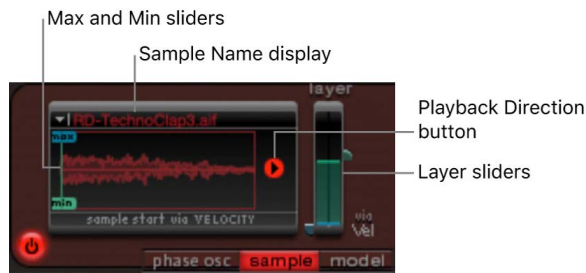 Max and Min sliders
Sample Name display
layer
RD-TechnoClap3.aif
max
Playback Direction
button
Layer sliders
min
sample start via VELOCITY
via
Vel
phase osc sample model